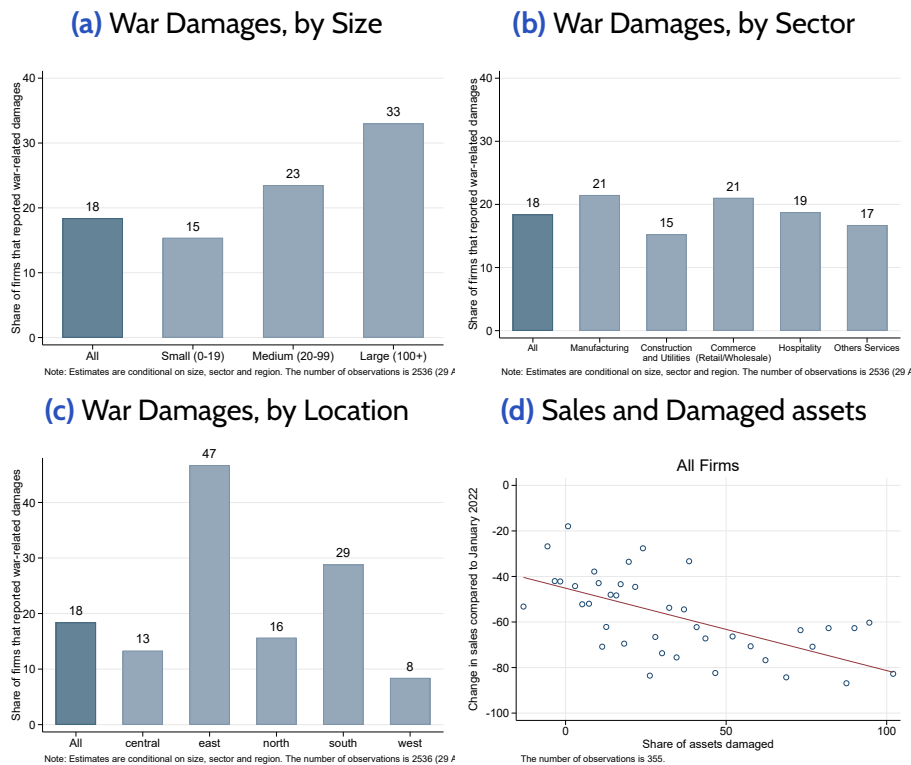 (a) War Damages, by Size
Share of firms that reported war-related damages
40
30
20
10
0
18
15
23
33
All
Small (0-19)
Medium (20-99)
Large (100+)
Note: Estimates are conditional on size, sector and region. The number of observations is 2536 (29 A
(b) War Damages, by Sector
Share of firms that reported war-related damages
40
30
20
10
0
18
21
15
21
19
17
All
Manufacturing
Construction
and Utilities
Commerce
(Retail/Wholesale)
Hospitality
Others Services
Note: Estimates are conditional on size, sector and region. The number of observations is 2536 (29 A
(c) War Damages, by Location
Share of firms that reported war-related damages
40
30
20
10
0
18
13
47
16
29
8
All
central
east
north
south
west
Note: Estimates are conditional on size, sector and region. The number of observations is 2536 (29 A
(d) Sales and Damaged assets
All Firms
Change in sales compared to January 2022
0
-20
-40
-60
-80
-100
0
50
100
Share of assets damaged
The number of observations is 355.